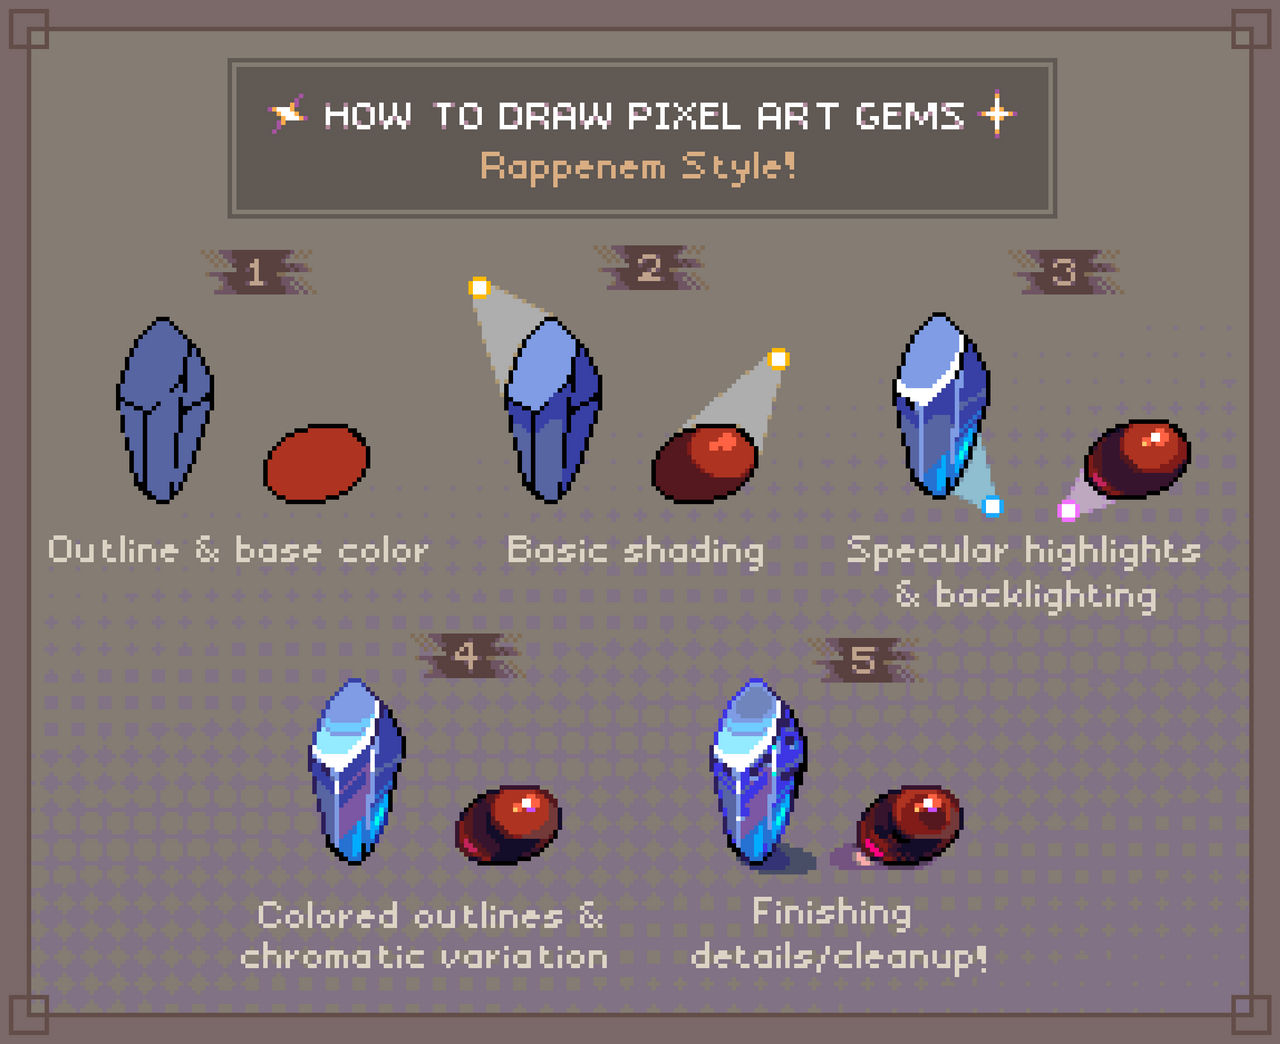 HOW TO DRAW PIXEL ART GEMS
Rappenem Style!
1
2
3
Outline & base color
Basic shading
Specular highlights
& backlighting
4
5
Colored outlines &
chromatic variation
Finishing
details/cleanup!